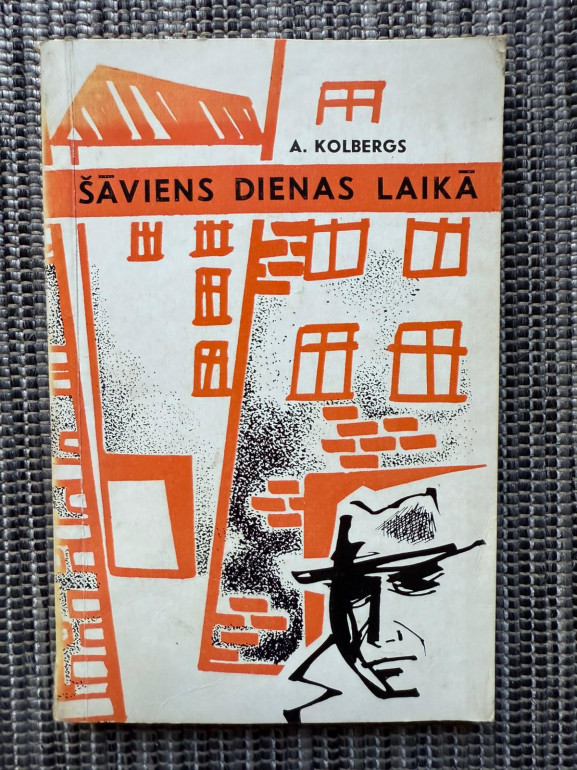 A. KOLBERGS
ŠĀVIENS DIENAS LAIKĀ